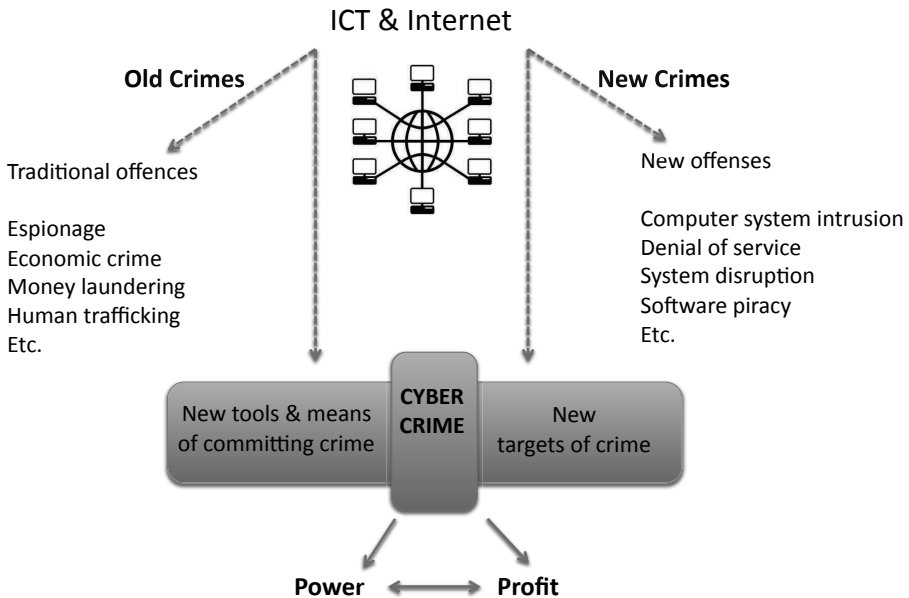 ICT & Internet
Old Crimes
New Crimes
Traditional offences
Espionage
Economic crime
Money laundering
Human trafficking
Etc.
New offenses
Computer system intrusion
Denial of service
System disruption
Software piracy
Etc.
New tools & means
of committing crime
CYBER
CRIME
New
targets of crime
Power
Profit